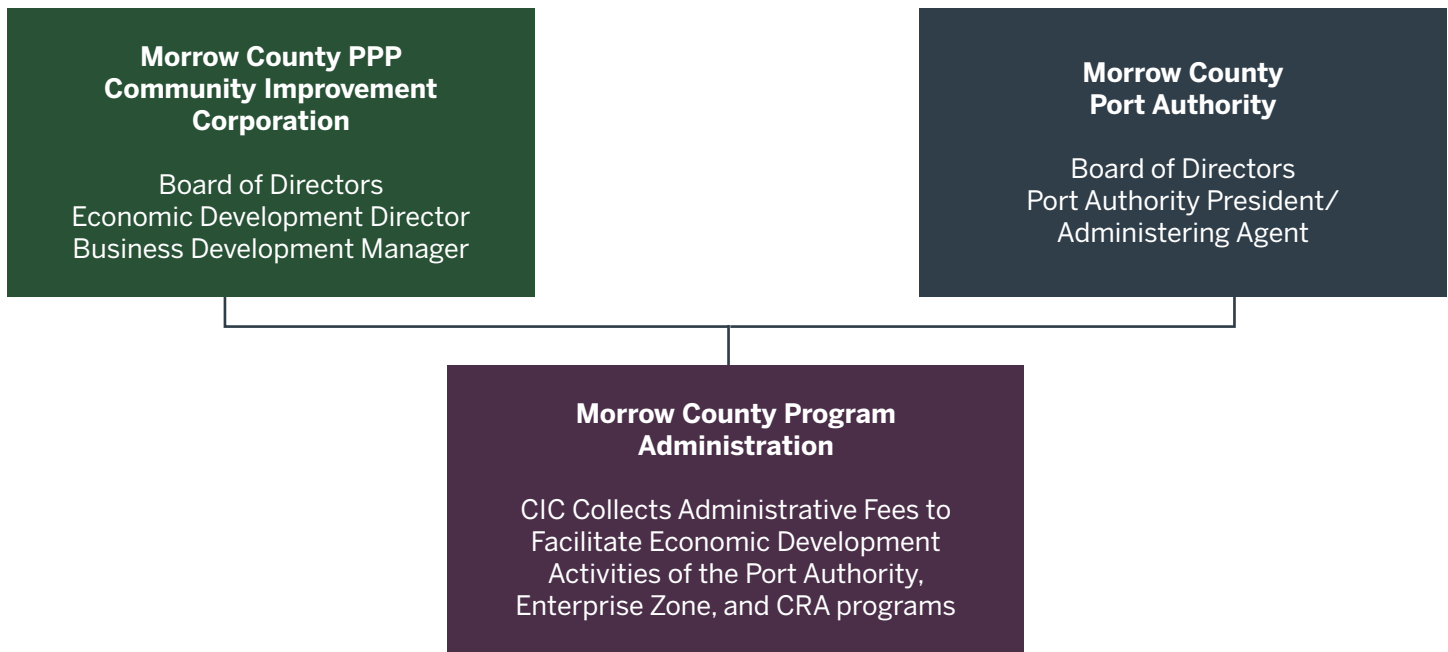 Morrow County PPP
Community Improvement
Corporation
Board of Directors
Economic Development Director
Business Development Manager
Morrow County
Port Authority
Board of Directors
Port Authority President/
Administering Agent
Morrow County Program
Administration
CIC Collects Administrative Fees to
Facilitate Economic Development
Activities of the Port Authority,
Enterprise Zone, and CRA programs